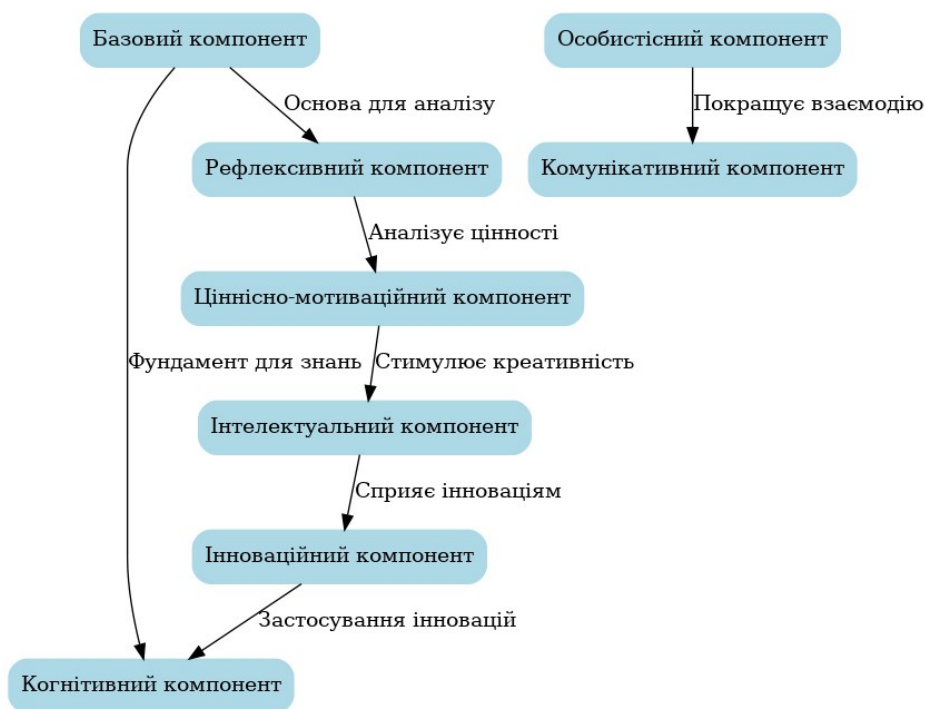 Базовий компонент
Особистісний компонент
Основа для аналізу
Покращує взаємодію
Рефлексивний компонент
Комунікативний компонент
Аналізує цінності
Ціннісно-мотиваційний компонент
Фундамент для знань
Стимулює креативність
Інтелектуальний компонент
Сприяє інноваціям
Інноваційний компонент
Застосування інновацій
Когнітивний компонент